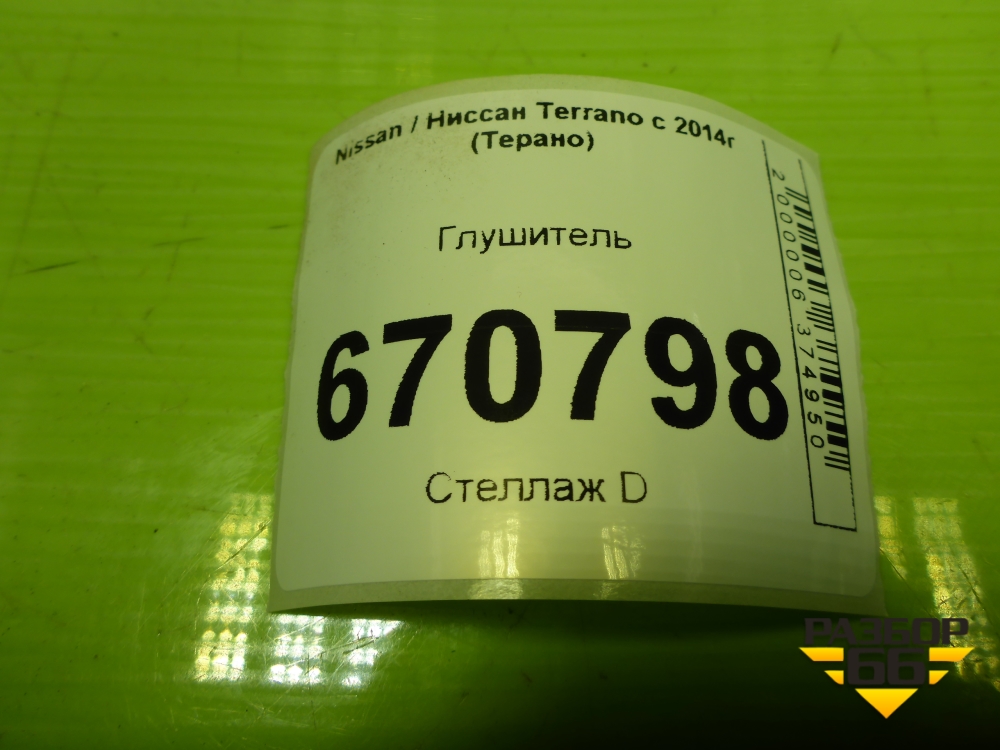 Nissan / Ниссан Terrano с 2014г
(Терано)
Глушитель
670798
Стеллаж D
2000006374950
РАЗБОР
66